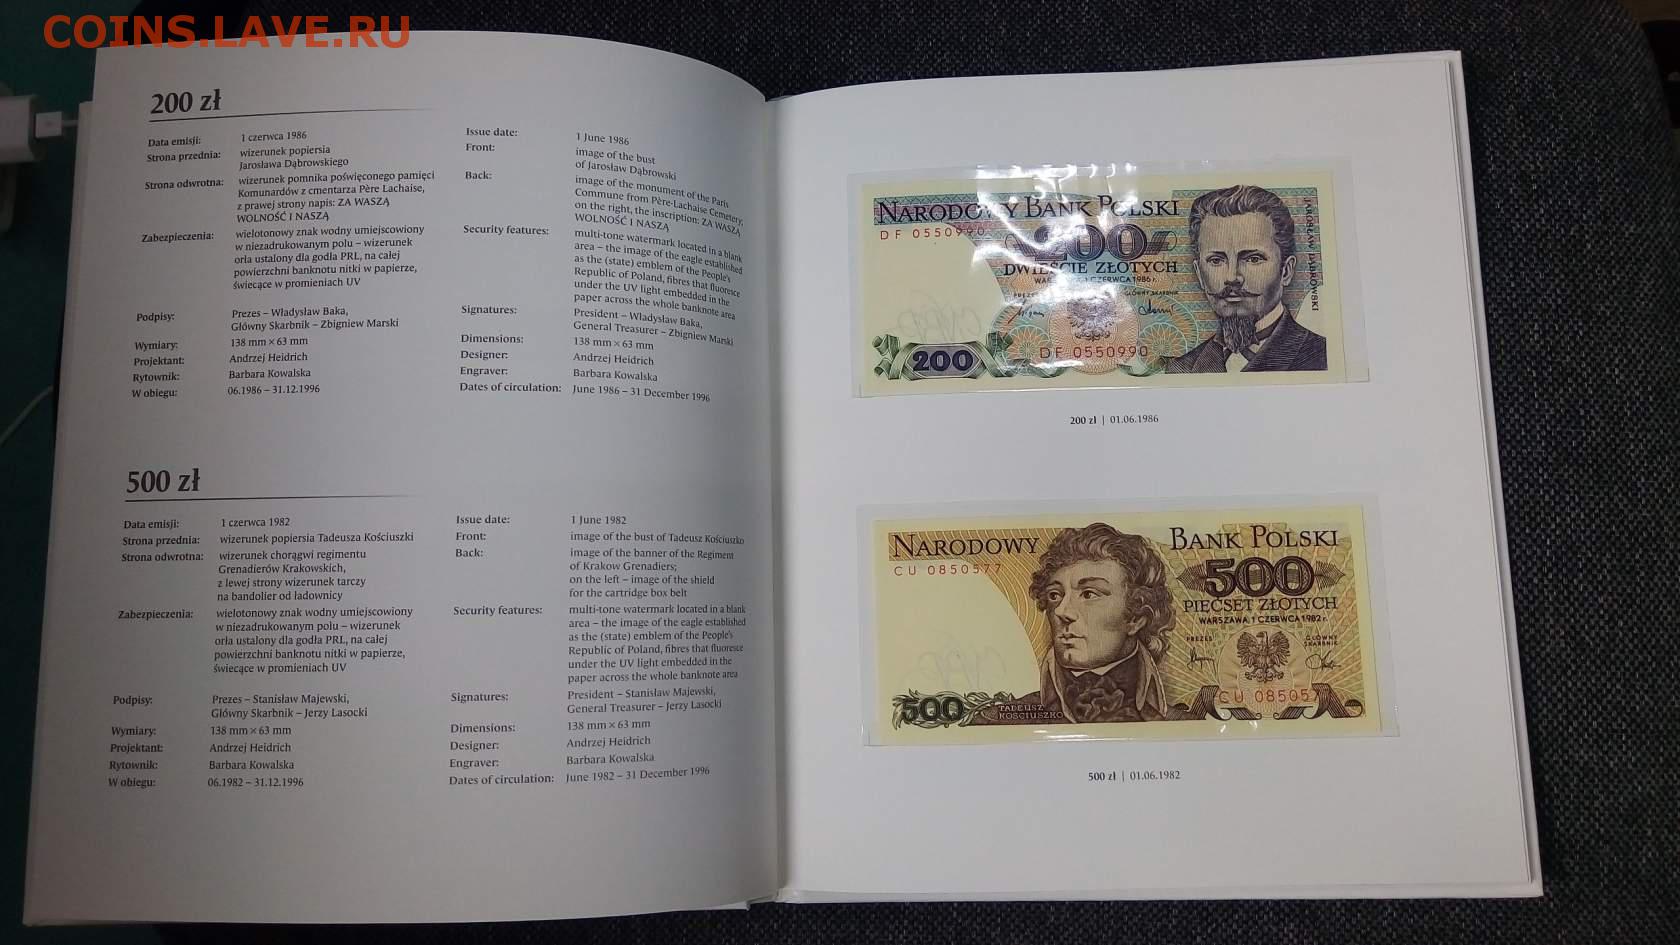 COINS.LAVE.RU
200 zł
Data emisji: 1 czerwca 1986
Strona przednia: wizerunek popiersia
Jarosława Dąbrowskiego
Strona odwrotna: wizerunek pomnika poświęconego pamięci
Komunardów z cmentarza Père Lachaise,
z prawej strony napis: ZA WASZĄ
WOLNOŚĆ I NASZĄ
Zabezpieczenia: wielotonowy znak wodny umiejscowiony
w niezadrukowanym polu – wizerunek
orła ustalony dla godła PRL, na całej
powierzchni banknotu nitki w papierze,
świecące w promieniach UV
Podpisy: Prezes – Władysław Baka,
Główny Skarbnik – Zbigniew Marski
Wymiary: 138 mm × 63 mm
Projektant: Andrzej Heidrich
Rytownik: Barbara Kowalska
W obiegu: 06.1986 – 31.12.1996
Issue date: 1 June 1986
Front: image of the bust
of Jarosław Dąbrowski
Back: image of the monument of the Paris
Commune from Père-Lachaise Cemetery;
on the right, the inscription: ZA WASZĄ
WOLNOŚĆ I NASZĄ
Security features: multi-tone watermark located in a blank
area – the image of the eagle established
as the (state) emblem of the People's
Republic of Poland, fibres that fluoresce
under the UV light embedded in the
paper across the whole banknote area
Signatures: President – Władysław Baka,
General Treasurer – Zbigniew Marski
Dimensions: 138 mm × 63 mm
Designer: Andrzej Heidrich
Engraver: Barbara Kowalska
Dates of circulation: June 1986 – 31 December 1996
500 zł
Data emisji: 1 czerwca 1982
Strona przednia: wizerunek popiersia Tadeusza Kościuszki
Strona odwrotna: wizerunek chorągwi regimentu
Grenadierów Krakowskich,
z lewej strony wizerunek tarczy
na bandolier od ładownicy
Zabezpieczenia: wielotonowy znak wodny umiejscowiony
w niezadrukowanym polu – wizerunek
orła ustalony dla godła PRL, na całej
powierzchni banknotu nitki w papierze,
świecące w promieniach UV
Podpisy: Prezes – Stanisław Majewski,
Główny Skarbnik – Jerzy Lasocki
Wymiary: 138 mm × 63 mm
Projektant: Andrzej Heidrich
Rytownik: Barbara Kowalska
W obiegu: 06.1982 – 31.12.1996
Issue date: 1 June 1982
Front: image of the bust of Tadeusz Kościuszko
Back: image of the banner of the Regiment
of Krakow Grenadiers;
on the left – image of the shield
for the cartridge box belt
Security features: multi-tone watermark located in a blank
area – the image of the eagle established
as the (state) emblem of the People's
Republic of Poland, fibres that fluoresce
under the UV light embedded in the
paper across the whole banknote area
Signatures: President – Stanisław Majewski,
General Treasurer – Jerzy Lasocki
Dimensions: 138 mm × 63 mm
Designer: Andrzej Heidrich
Engraver: Barbara Kowalska
Dates of circulation: June 1982 – 31 December 1996
NARODOWY BANK POLSKI
DF 0550990
200
DWIEŚCIE ZŁOTYCH
1 CZERWCA 1986 r.
PREZES GŁÓWNY SKARBNIK
JAROSŁAW DĄBROWSKI
DF 0550990
200
200 zł | 01.06.1986
NARODOWY BANK POLSKI
CU 0850577
500
PIĘĆSET ZŁOTYCH
WARSZAWA, 1 CZERWCA 1982 r.
PREZES GŁÓWNY
SKARBNIK
CU 085057
500
TADEUSZ
KOŚCIUSZKO
500 zł | 01.06.1982